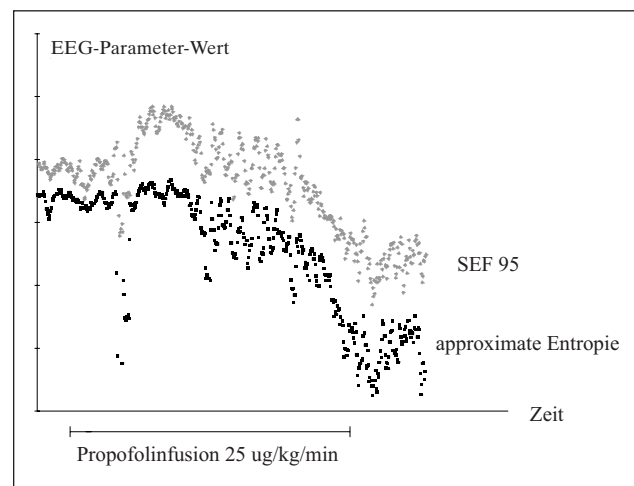 EEG-Parameter-Wert
SEF 95
approximate Entropie
Zeit
Propofolinfusion 25 ug/kg/min